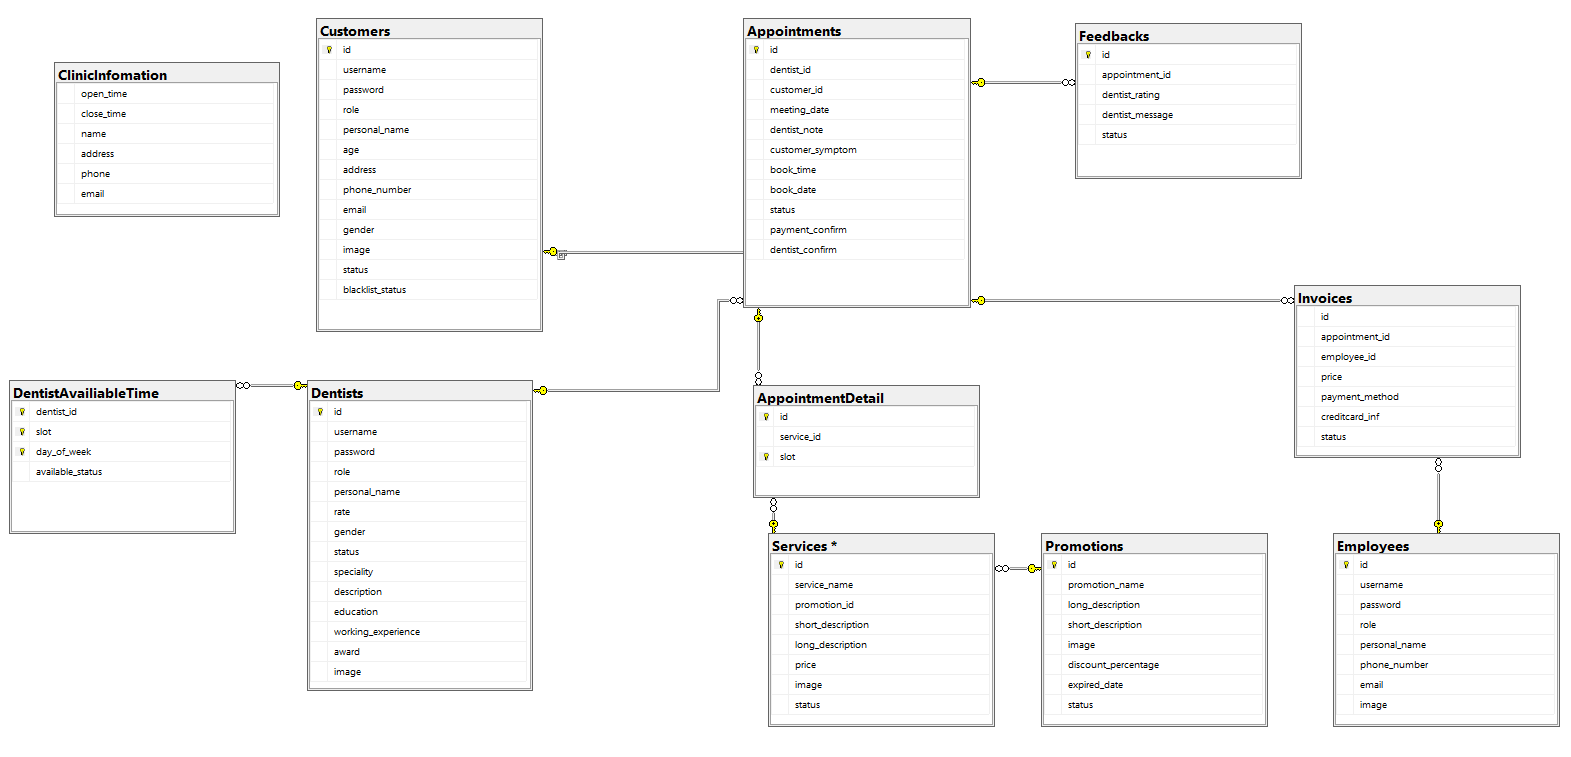 ClinicInfomation
open_time
close_time
name
address
phone
email
Customers
id
username
password
role
personal_name
age
address
phone_number
email
gender
image
status
blacklist_status
Appointments
id
dentist_id
customer_id
meeting_date
dentist_note
customer_symptom
book_time
book_date
status
payment_confirm
dentist_confirm
Feedbacks
id
appointment_id
dentist_rating
dentist_message
status
Invoices
id
appointment_id
employee_id
price
payment_method
creditcard_inf
status
DentistAvailiableTime
dentist_id
slot
day_of_week
available_status
Dentists
id
username
password
role
personal_name
rate
gender
status
speciality
description
education
working_experience
award
image
AppointmentDetail
id
service_id
slot
Services *
id
service_name
promotion_id
short_description
long_description
price
image
status
Promotions
id
promotion_name
long_description
short_description
image
discount_percentage
expired_date
status
Employees
id
username
password
role
personal_name
phone_number
email
image